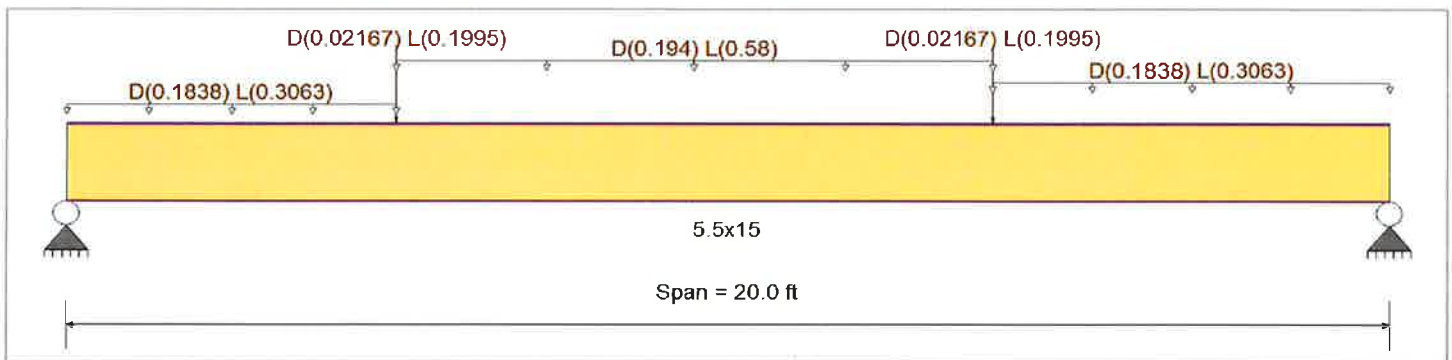 D(0.02167) L(0.1995)
D(0.194) L(0.58)
D(0.02167) L(0.1995)
D(0.1838) L(0.3063)
D(0.1838) L(0.3063)
5.5x15
Span = 20.0 ft